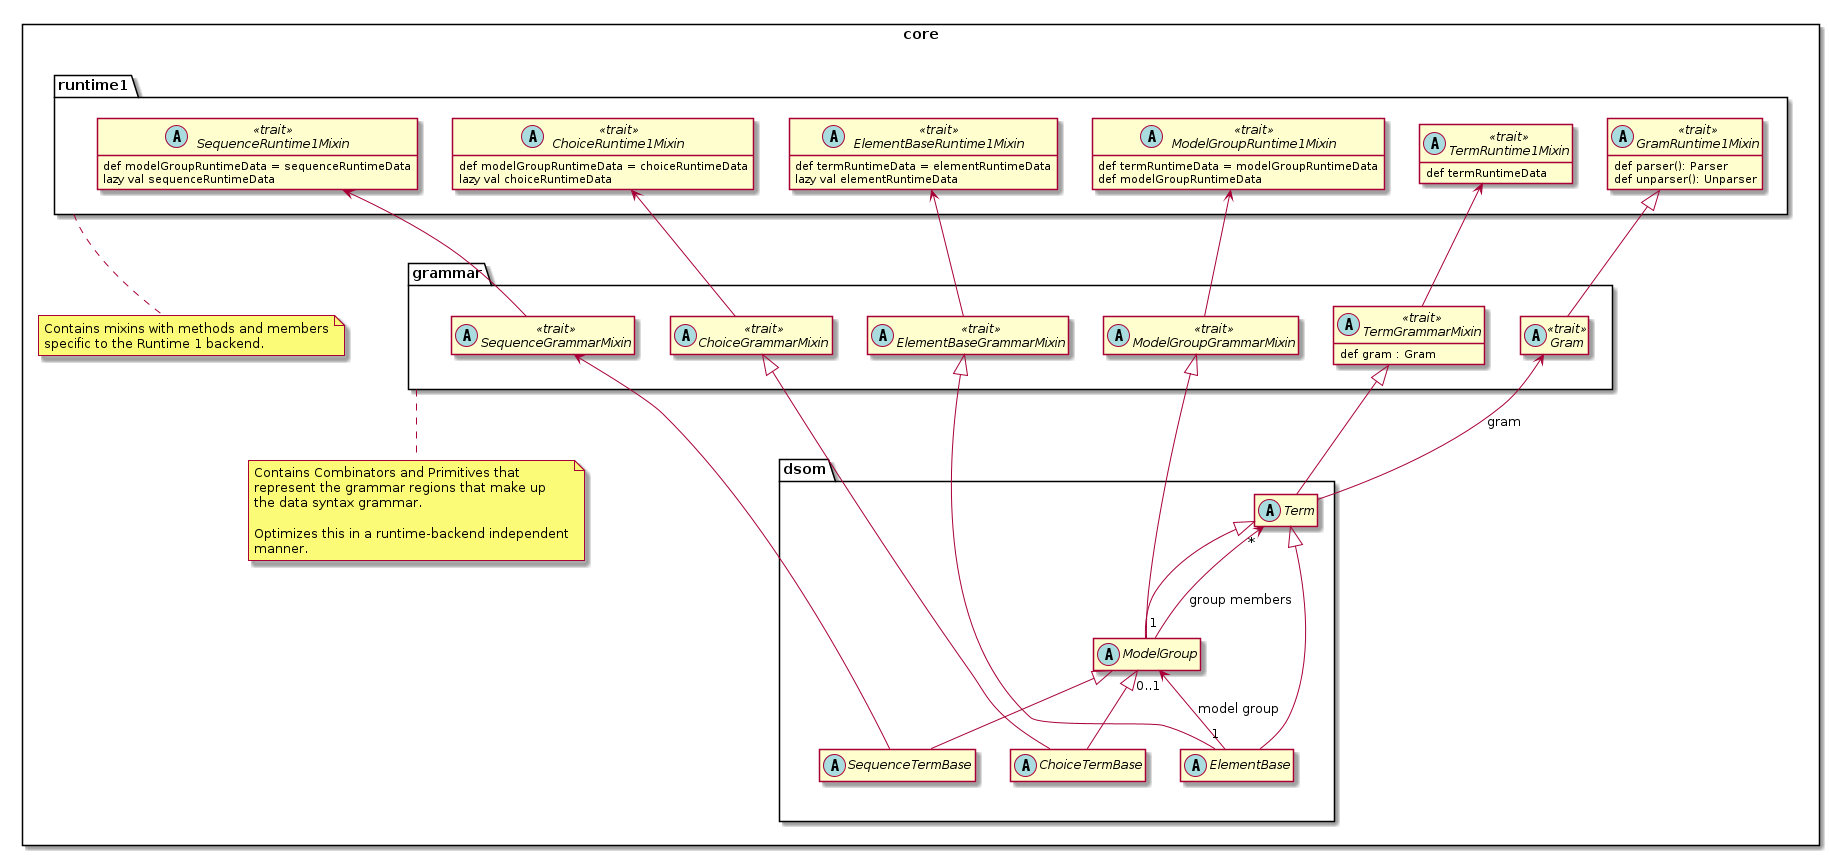 core
runtime1
A
«trait»
SequenceRuntime1Mixin
def modelGroupRuntimeData = sequenceRuntimeData
lazy val sequenceRuntimeData
A
«trait»
ChoiceRuntime1Mixin
def modelGroupRuntimeData = choiceRuntimeData
lazy val choiceRuntimeData
A
«trait»
ElementBaseRuntime1Mixin
def termRuntimeData = elementRuntimeData
lazy val elementRuntimeData
A
«trait»
ModelGroupRuntime1Mixin
def termRuntimeData = modelGroupRuntimeData
def modelGroupRuntimeData
A
«trait»
TermRuntime1Mixin
def termRuntimeData
A
«trait»
GramRuntime1Mixin
def parser(): Parser
def unparser(): Unparser
Contains mixins with methods and members
specific to the Runtime 1 backend.
grammar
A
«trait»
SequenceGrammarMixin
A
«trait»
ChoiceGrammarMixin
A
«trait»
ElementBaseGrammarMixin
A
«trait»
ModelGroupGrammarMixin
A
«trait»
TermGrammarMixin
def gram : Gram
A
«trait»
Gram
gram
Contains Combinators and Primitives that
represent the grammar regions that make up
the data syntax grammar.
Optimizes this in a runtime-backend independent
manner.
dsom
A Term
*
group members
1
A ModelGroup
0..1
model group
1
A SequenceTermBase
A ChoiceTermBase
A ElementBase